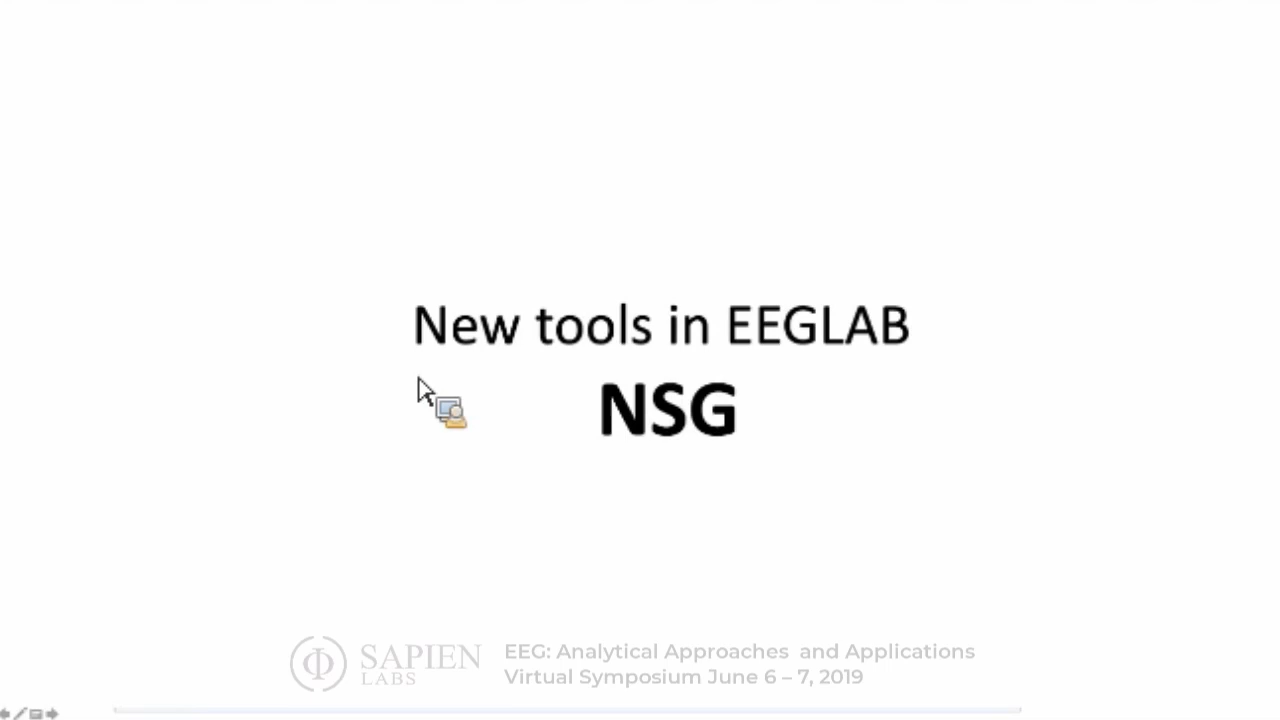 New tools in EEGLAB
NSG
SAPIEN
LABS
EEG: Analytical Approaches and Applications
Virtual Symposium June 6 – 7, 2019